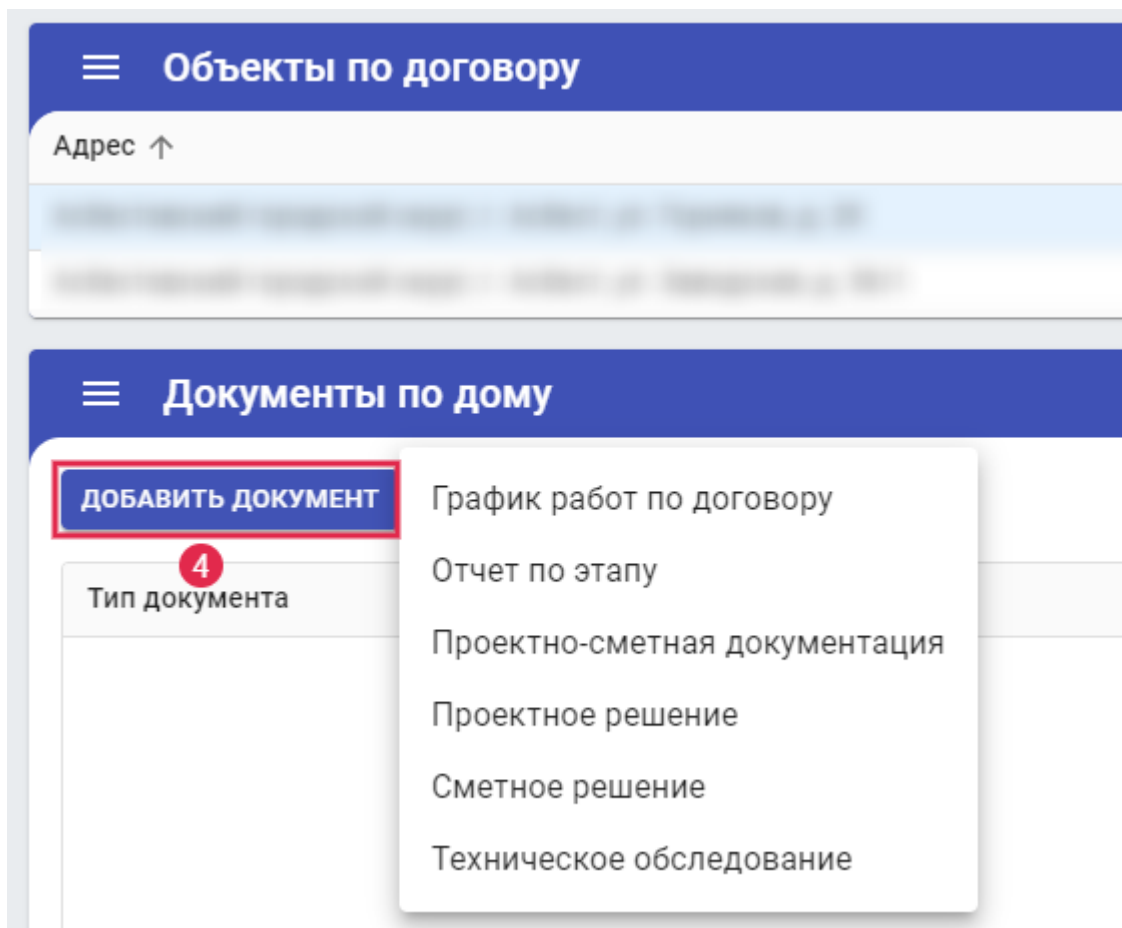 Объекты по договору
Адрес
Документы по дому
ДОБАВИТЬ ДОКУМЕНТ
4
Тип документа
График работ по договору
Отчет по этапу
Проектно-сметная документация
Проектное решение
Сметное решение
Техническое обследование